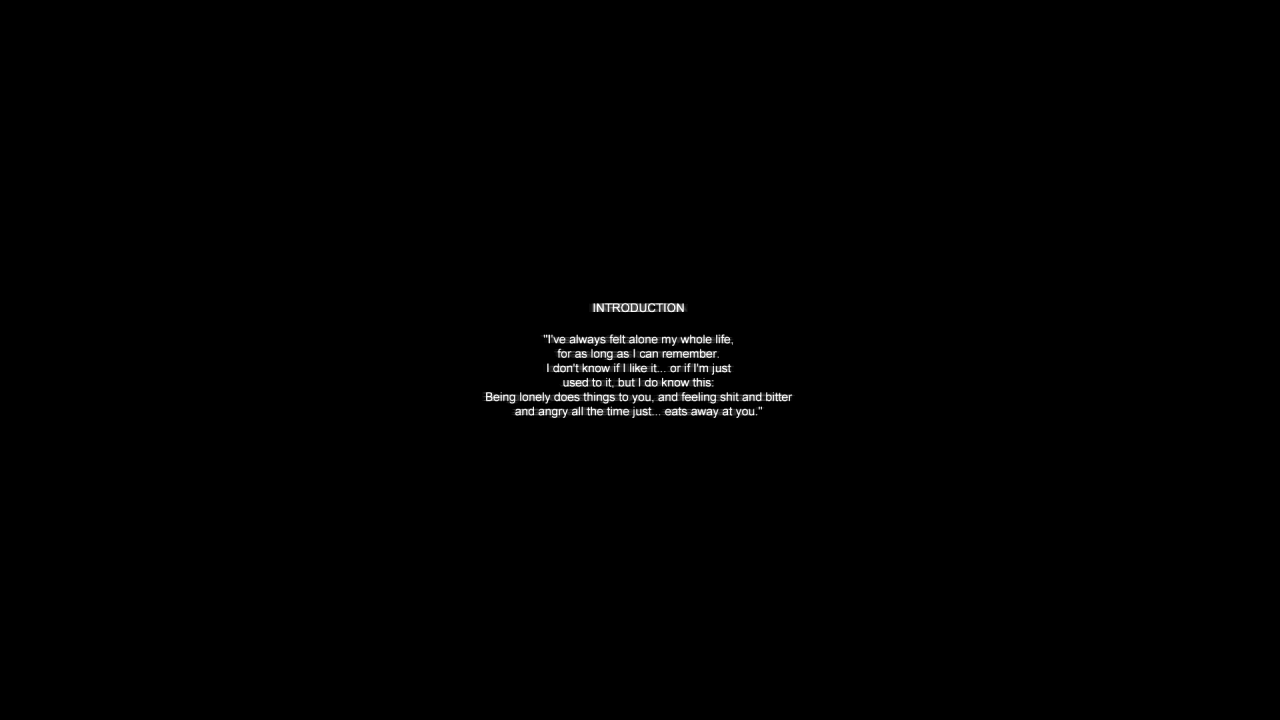 INTRODUCTION
"I've always felt alone my whole life,
for as long as I can remember.
I don't know if I like it... or if I'm just
used to it, but I do know this:
Being lonely does things to you, and feeling shit and bitter
and angry all the time just... eats away at you."